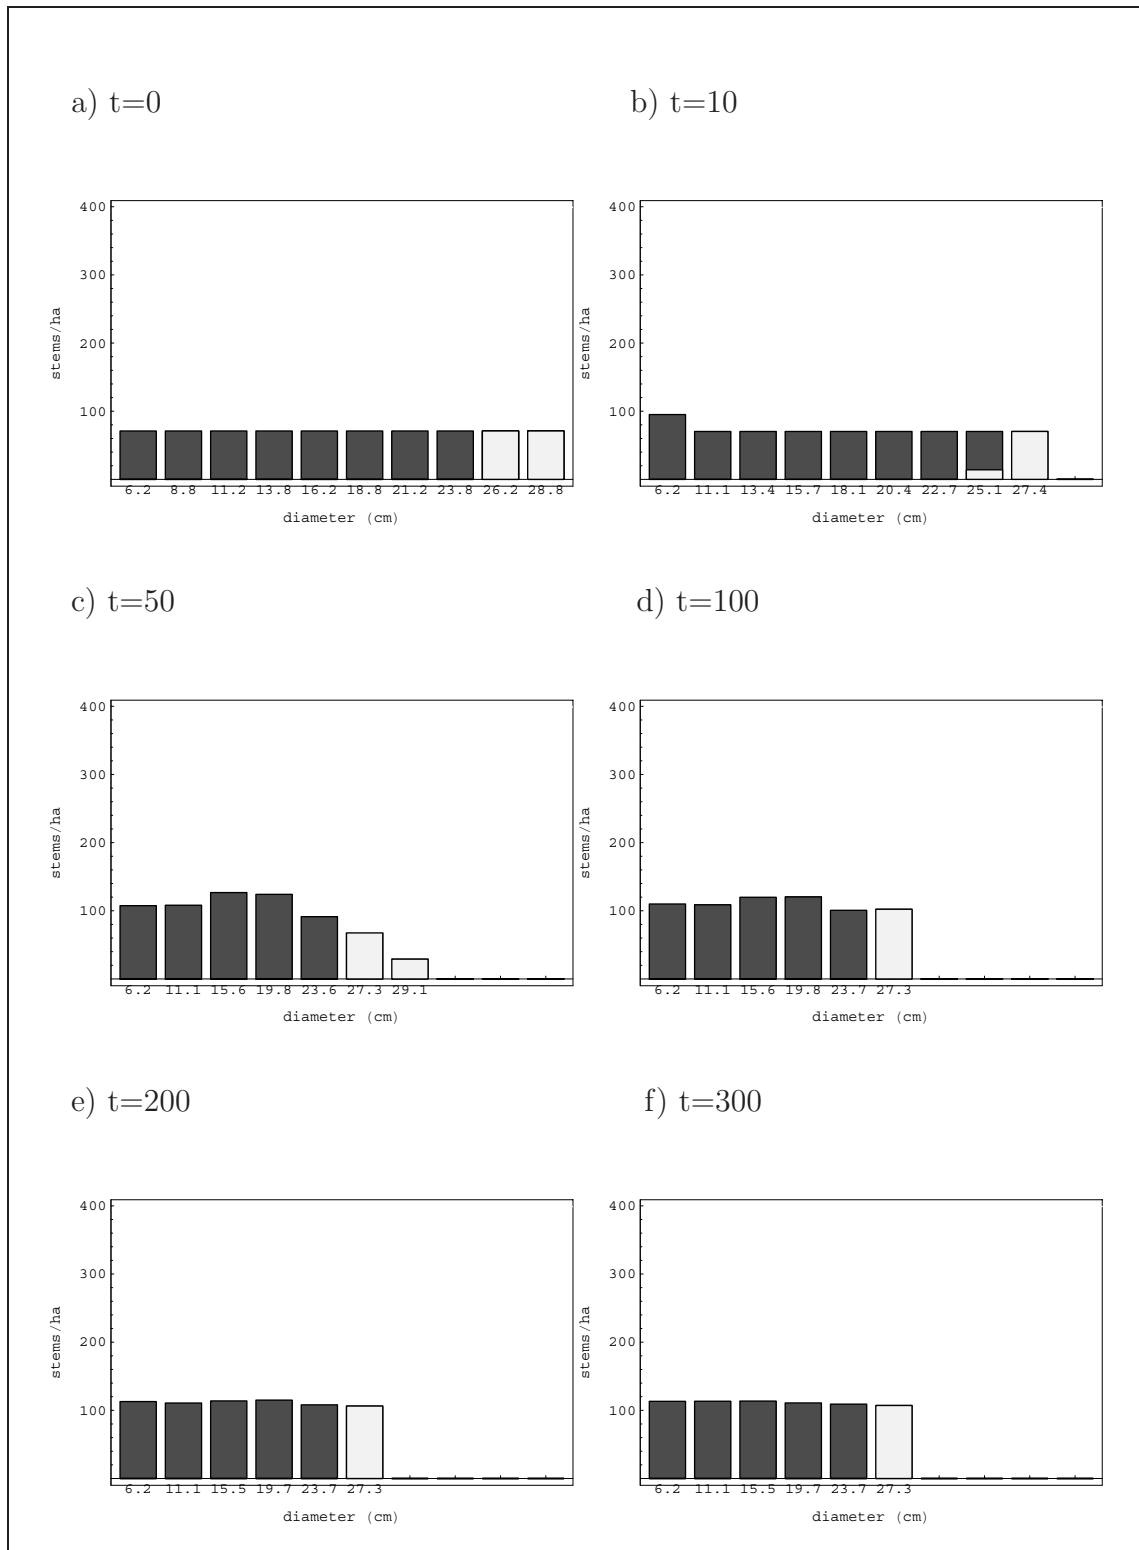 a) t=0
b) t=10
400
300
200
100
stems/ha
6.2 8.8 11.2 13.8 16.2 18.8 21.2 23.8 26.2 28.8
diameter (cm)
400
300
200
100
stems/ha
6.2 11.1 13.4 15.7 18.1 20.4 22.7 25.1 27.4
diameter (cm)
c) t=50
d) t=100
400
300
200
100
stems/ha
6.2 11.1 15.6 19.8 23.6 27.3 29.1
diameter (cm)
400
300
200
100
stems/ha
6.2 11.1 15.6 19.8 23.7 27.3
diameter (cm)
e) t=200
f) t=300
400
300
200
100
stems/ha
6.2 11.1 15.5 19.7 23.7 27.3
diameter (cm)
400
300
200
100
stems/ha
6.2 11.1 15.5 19.7 23.7 27.3
diameter (cm)